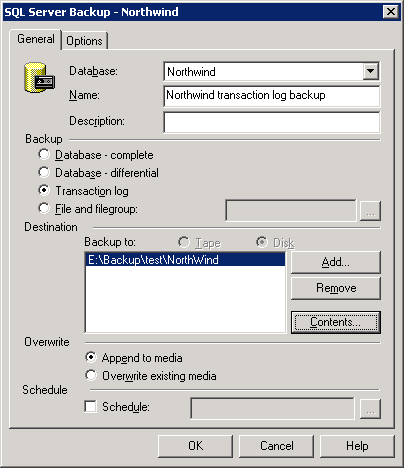 SQL Server Backup - Northwind
General Options
Database: Northwind
Name: Northwind transaction log backup
Description:
Backup
Database - complete
Database - differential
Transaction log
File and filegroup: ...
Destination
Backup to: Tape Disk
E:\Backup\test\NorthWind
Add...
Remove
Contents...
Overwrite
Append to media
Overwrite existing media
Schedule
Schedule: ...
OK Cancel Help